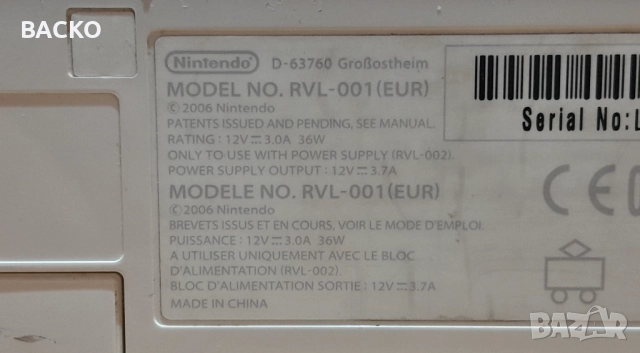 BACKO
Nintendo D-63760 Großostheim
MODEL NO. RVL-001(EUR)
©2006 Nintendo
PATENTS ISSUED AND PENDING, SEE MANUAL.
RATING : 12V⎓3.0A 36W
ONLY TO USE WITH POWER SUPPLY (RVL-002).
POWER SUPPLY OUTPUT : 12V⎓3.7A
MODELE NO. RVL-001(EUR)
©2006 Nintendo
BREVETS ISSUS ET EN COURS. VOIR LE MODE D'EMPLOI.
PUISSANCE : 12V⎓3.0A 36W
A UTILISER UNIQUEMENT AVEC LE BLOC
D'ALIMENTATION (RVL-002).
BLOC D'ALIMENTATION SORTIE : 12V⎓3.7A
MADE IN CHINA
Serial No:L
CE
bazar.bg